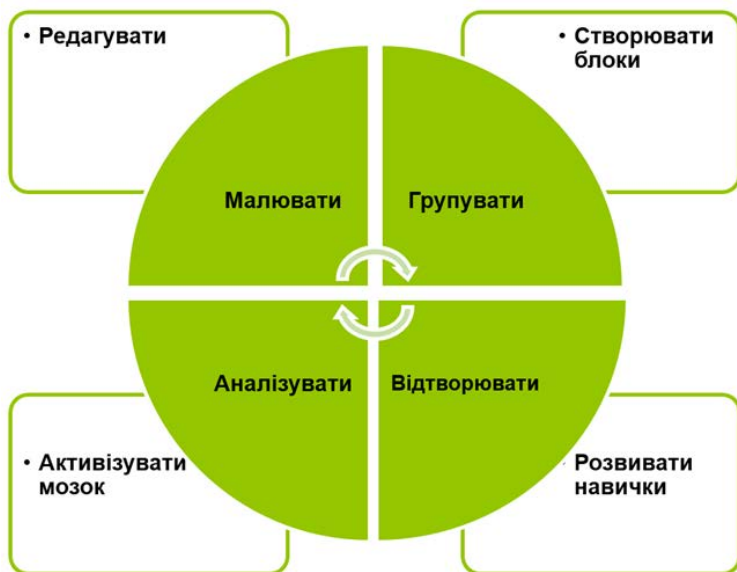 • Редагувати
• Створювати
блоки
Малювати
Групувати
Аналізувати
Відтворювати
• Активізувати
мозок
Розвивати
навички